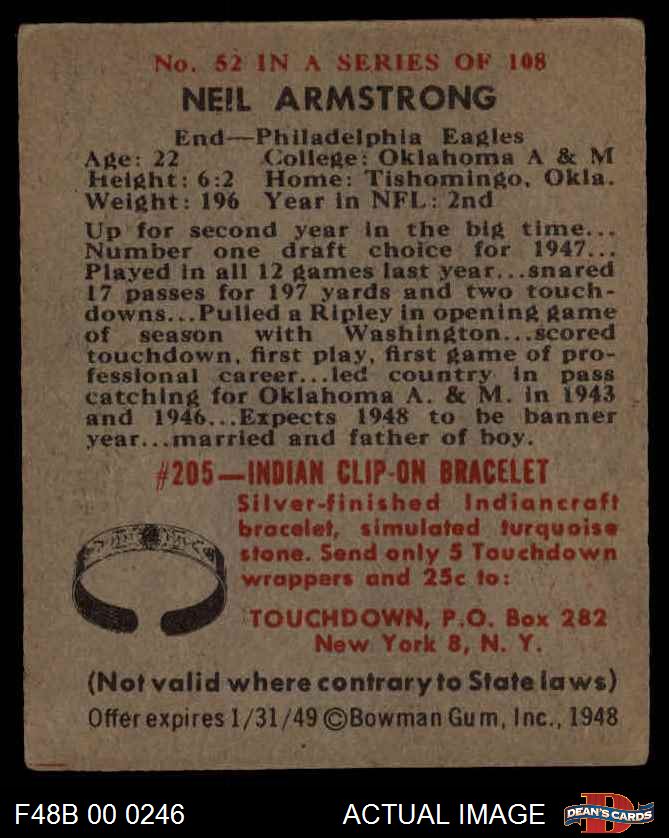 No. 52 IN A SERIES OF 108
NEIL ARMSTRONG
End—Philadelphia Eagles
Age: 22 College: Oklahoma A & M
Height: 6:2 Home: Tishomingo, Okla.
Weight: 196 Year in NFL: 2nd
Up for second year in the big time...
Number one draft choice for 1947...
Played in all 12 games last year...snared
17 passes for 197 yards and two touch-
downs...Pulled a Ripley in opening game
of season with Washington...scored
touchdown, first play, first game of pro-
fessional career...led country in pass
catching for Oklahoma A. & M. in 1943
and 1946...Expects 1948 to be banner
year...married and father of boy.
#205—INDIAN CLIP-ON BRACELET
Silver-finished Indiancraft
bracelet, simulated turquoise
stone. Send only 5 Touchdown
wrappers and 25c to:
TOUCHDOWN, P.O. Box 282
New York 8, N. Y.
(Not valid where contrary to State laws)
Offer expires 1/31/49 ©Bowman Gum, Inc., 1948
F48B 00 0246 ACTUAL IMAGE D DEAN'S CARDS